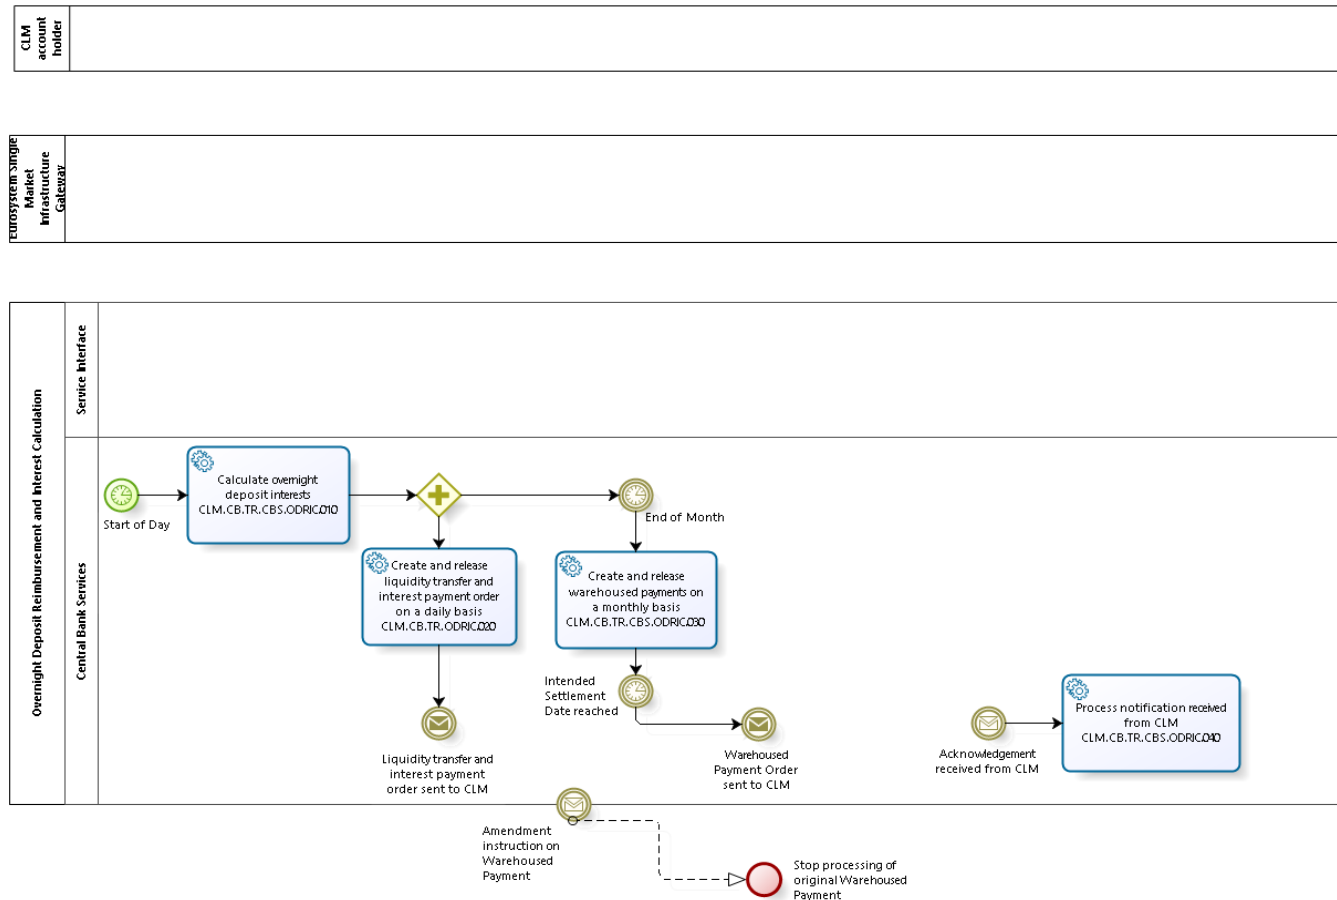 CLM
account
holder
Eurosystem Single
Market
Infrastructure
Gateway
Overnight Deposit Reimbursement and Interest Calculation
Service Interface
Central Bank Services
Start of Day
Calculate overnight
deposit interests
CLM.CB.TR.CBS.ODRIC.010
End of Month
Create and release
liquidity transfer and
interest payment order
on a daily basis
CLM.CB.TR.ODRIC.020
Create and release
warehoused payments on
a monthly basis
CLM.CB.TR.CBS.ODRIC.030
Intended
Settlement
Date reached
Liquidity transfer and
interest payment
order sent to CLM
Warehoused
Payment Order
sent to CLM
Acknowledgement
received from CLM
Process notification received
from CLM
CLM.CB.TR.CBS.ODRIC.040
Amendment
instruction on
Warehoused
Payment
Stop processing of
original Warehoused
Payment